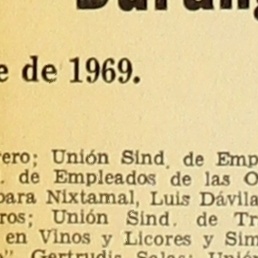 e de 1969.
ero; Unión Sind. de Emp
. de Empleados de las O
para Nixtamal, Luis Dávila
ros; Unión Sind. de Tr
en Vinos y Licores y Sim